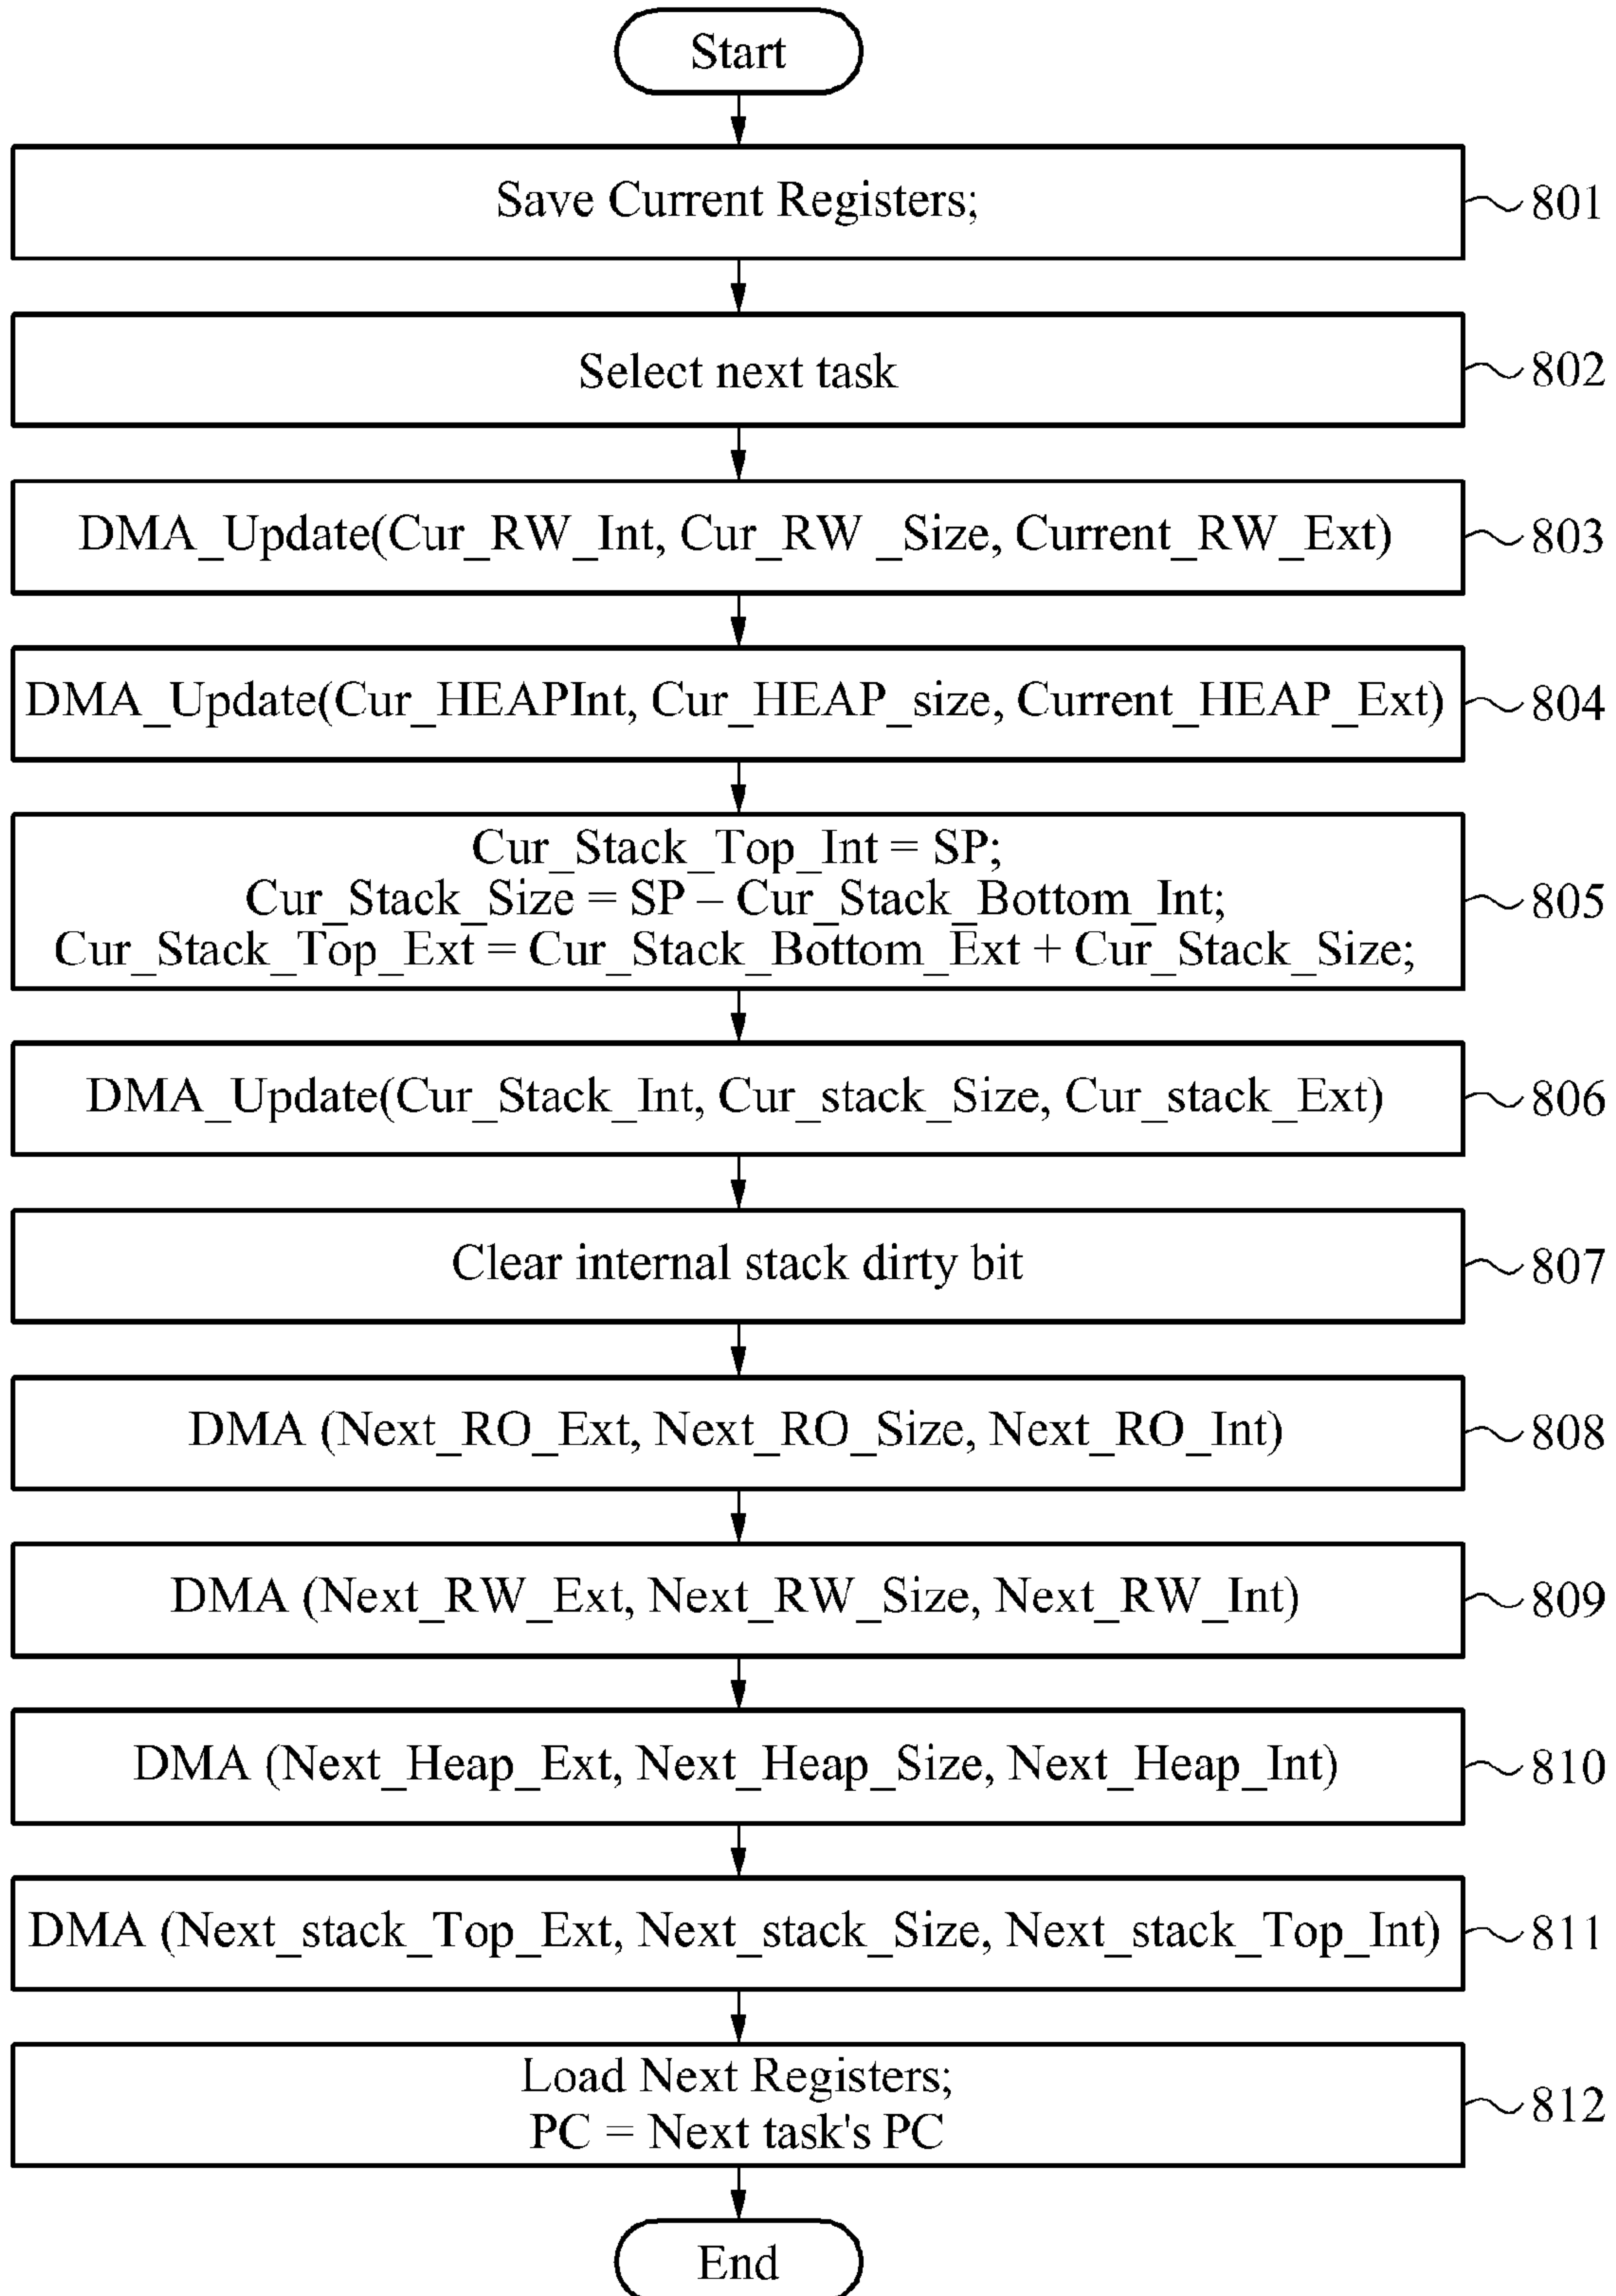 Start
Save Current Registers;
801
Select next task
802
DMA_Update(Cur_RW_Int, Cur_RW _Size, Current_RW_Ext)
803
DMA_Update(Cur_HEAPInt, Cur_HEAP_size, Current_HEAP_Ext)
804
Cur_Stack_Top_Int = SP;
Cur_Stack_Size = SP – Cur_Stack_Bottom_Int;
Cur_Stack_Top_Ext = Cur_Stack_Bottom_Ext + Cur_Stack_Size;
805
DMA_Update(Cur_Stack_Int, Cur_stack_Size, Cur_stack_Ext)
806
Clear internal stack dirty bit
807
DMA (Next_RO_Ext, Next_RO_Size, Next_RO_Int)
808
DMA (Next_RW_Ext, Next_RW_Size, Next_RW_Int)
809
DMA (Next_Heap_Ext, Next_Heap_Size, Next_Heap_Int)
810
DMA (Next_stack_Top_Ext, Next_stack_Size, Next_stack_Top_Int)
811
Load Next Registers;
PC = Next task's PC
812
End